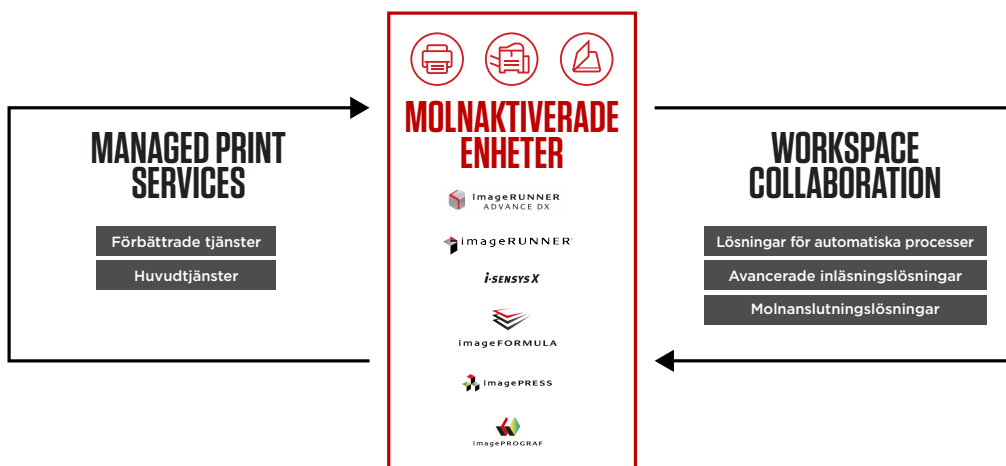 MANAGED PRINT
SERVICES
Förbättrade tjänster
Huvudtjänster
MOLNAKTIVERADE
ENHETER
imageRUNNER
ADVANCE DX
imageRUNNER
i-SENSYS X
imageFORMULA
imagePRESS
imagePROGRAF
WORKSPACE
COLLABORATION
Lösningar för automatiska processer
Avancerade inläsningslösningar
Molnanslutningslösningar